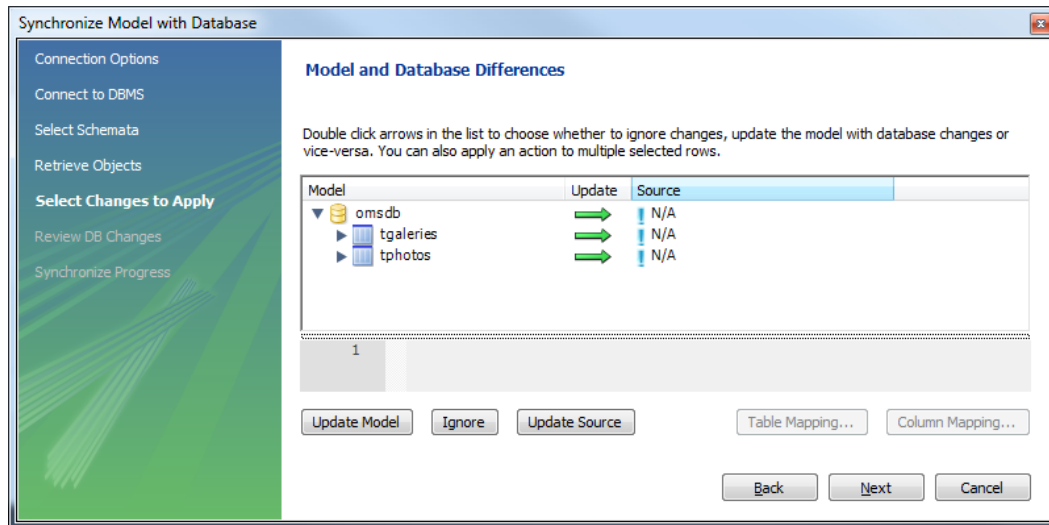 Synchronize Model with Database
Connection Options
Connect to DBMS
Select Schemata
Retrieve Objects
Select Changes to Apply
Review DB Changes
Synchronize Progress
Model and Database Differences
Double click arrows in the list to choose whether to ignore changes, update the model with database changes or
vice-versa. You can also apply an action to multiple selected rows.
Model Update Source
omsdb N/A
tgaleries N/A
tphotos N/A
1
Update Model Ignore Update Source Table Mapping... Column Mapping...
Back Next Cancel